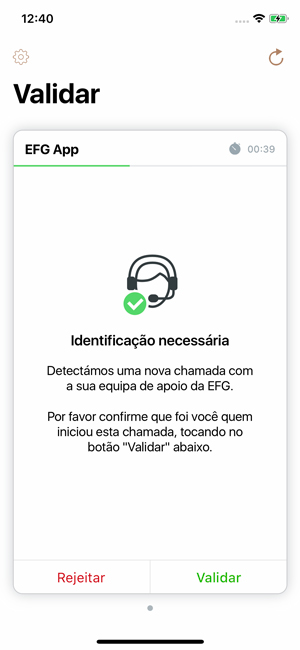 12:40
Validar
EFG App
00:39
Identificação necessária
Detectámos uma nova chamada com
a sua equipa de apoio da EFG.
Por favor confirme que foi você quem
iniciou esta chamada, tocando no
botão "Validar" abaixo.
Rejeitar
Validar